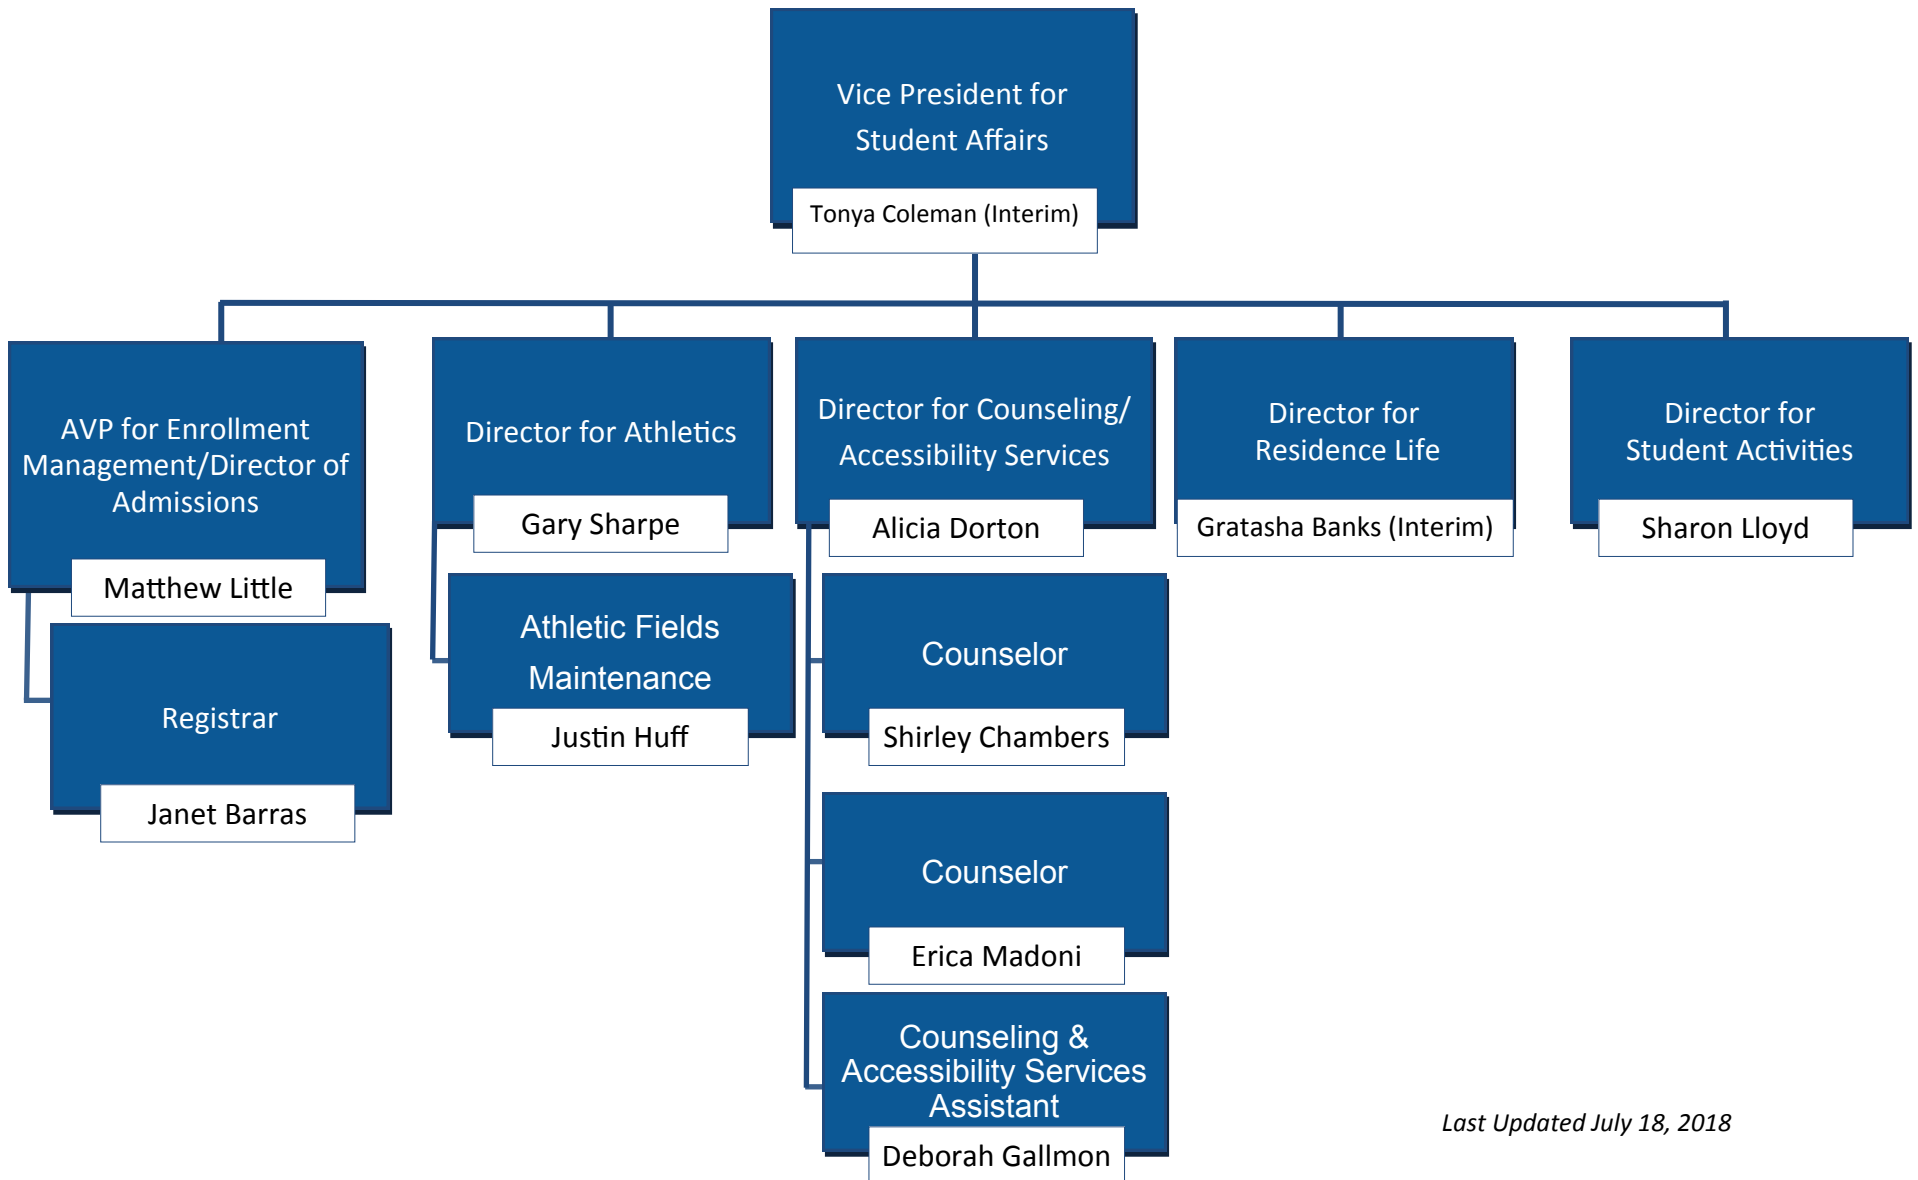 Vice President for
Student Affairs
Tonya Coleman (Interim)
AVP for Enrollment
Management/Director of
Admissions
Matthew Little
Registrar
Janet Barras
Director for Athletics
Gary Sharpe
Athletic Fields
Maintenance
Justin Huff
Director for Counseling/
Accessibility Services
Alicia Dorton
Counselor
Shirley Chambers
Counselor
Erica Madoni
Counseling &
Accessibility Services
Assistant
Deborah Gallmon
Director for
Residence Life
Gratasha Banks (Interim)
Director for
Student Activities
Sharon Lloyd
Last Updated July 18, 2018